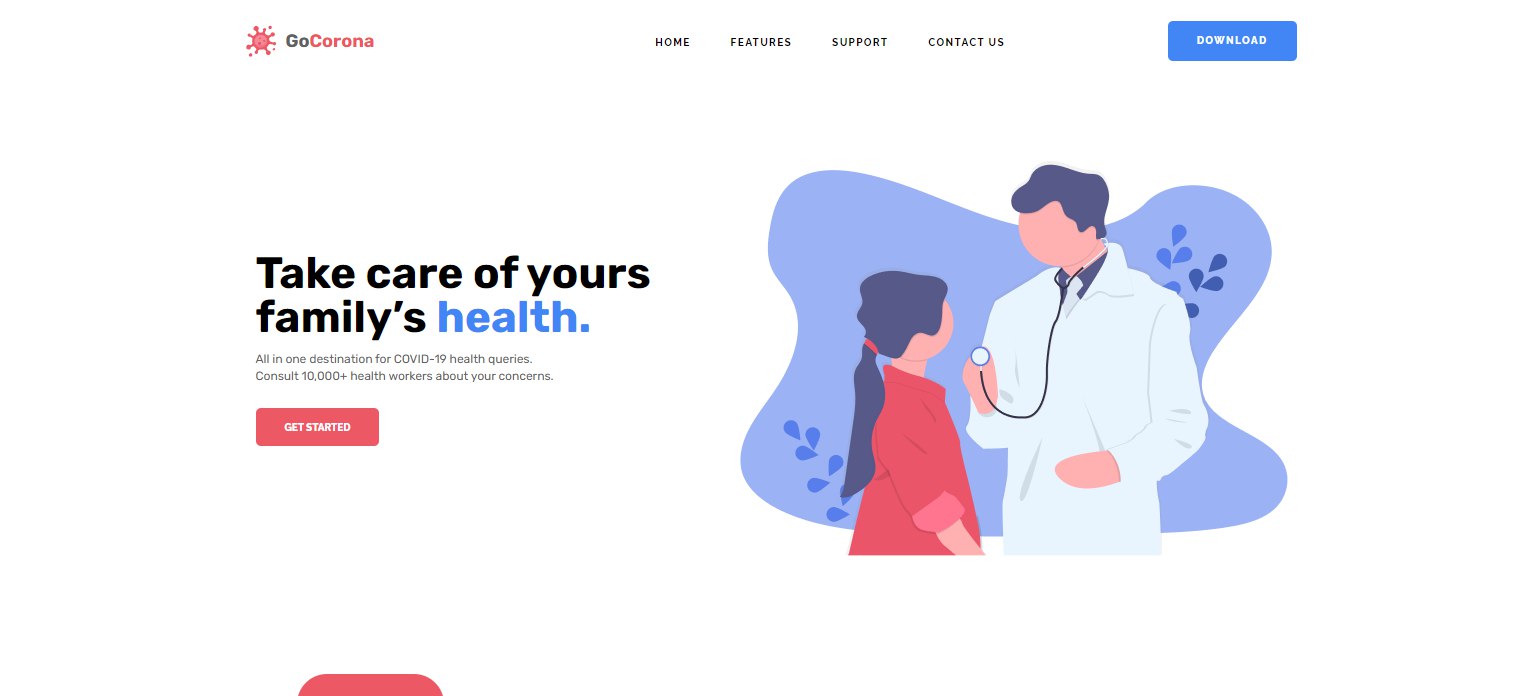 GoCorona
HOME
FEATURES
SUPPORT
CONTACT US
DOWNLOAD
Take care of yours
family’s health.
All in one destination for COVID-19 health queries.
Consult 10,000+ health workers about your concerns.
GET STARTED